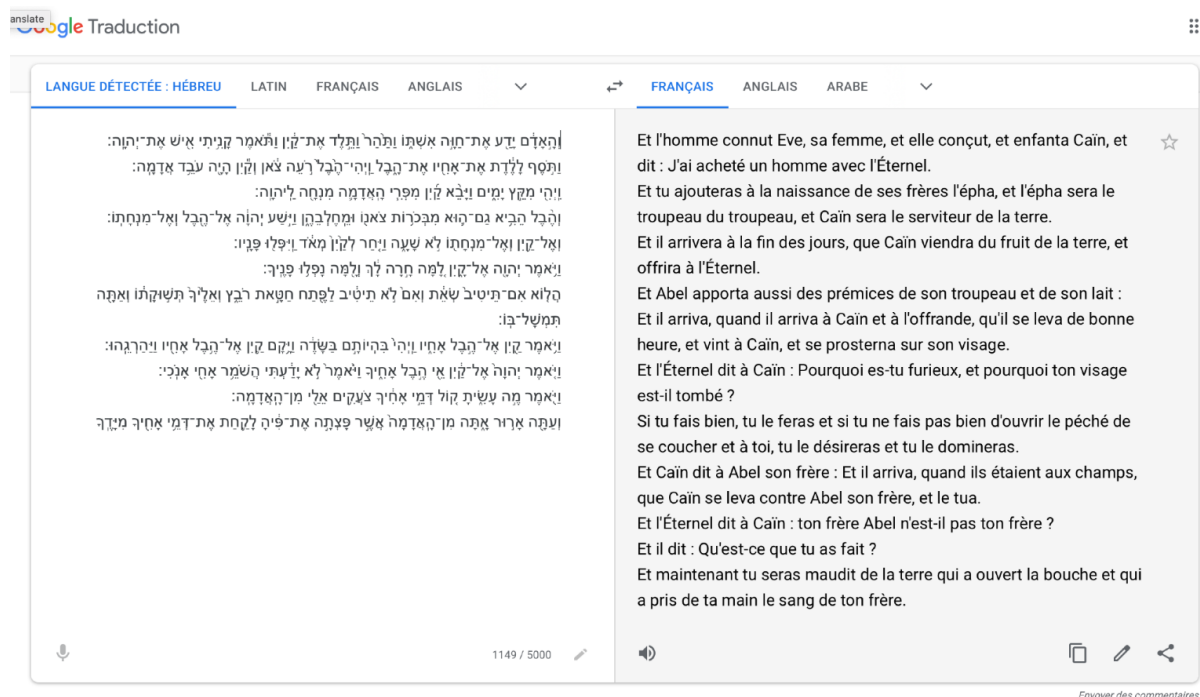 anslate
Google Traduction
LANGUE DÉTECTÉE : HÉBREU LATIN FRANÇAIS ANGLAIS
FRANÇAIS ANGLAIS ARABE
וְהָאָדָ֔ם יָדַ֖ע אֶת־חַוָּ֣ה אִשְׁתּ֑וֹ וַתַּ֙הַר֙ וַתֵּ֣לֶד אֶת־קַ֔יִן וַתֹּ֕אמֶר קָנִ֥יתִי אִ֖ישׁ אֶת־יְהוָֽה׃
וַתֹּ֣סֶף לָלֶ֔דֶת אֶת־אָחִ֖יו אֶת־הָ֑בֶל וַֽיְהִי־הֶ֙בֶל֙ רֹ֣עֵה צֹ֔אן וְקַ֕יִן הָיָ֖ה עֹבֵ֥ד אֲדָמָֽה׃
וַֽיְהִ֖י מִקֵּ֣ץ יָמִ֑ים וַיָּבֵ֨א קַ֜יִן מִפְּרִ֧י הָֽאֲדָמָ֛ה מִנְחָ֖ה לַֽיהוָֽה׃
וְהֶ֨בֶל הֵבִ֥יא גַם־ה֛וּא מִבְּכֹר֥וֹת צֹאנ֖וֹ וּמֵֽחֶלְבֵהֶ֑ן וַיִּ֣שַׁע יְהוָ֔ה אֶל־הֶ֖בֶל וְאֶל־מִנְחָתֽוֹ׃
וְאֶל־קַ֥יִן וְאֶל־מִנְחָת֖וֹ לֹ֣א שָׁעָ֑ה וַיִּ֤חַר לְקַ֙יִן֙ מְאֹ֔ד וַֽיִּפְּל֖וּ פָּנָֽיו׃
וַיֹּ֥אמֶר יְהוָ֖ה אֶל־קָ֑יִן לָ֚מָּה חָ֣רָה לָ֔ךְ וְלָ֖מָּה נָפְל֥וּ פָנֶֽיךָ׃
הֲל֤וֹא אִם־תֵּיטִיב֙ שְׂאֵ֔ת וְאִם֙ לֹ֣א תֵיטִ֔יב לַפֶּ֖תַח חַטָּ֣את רֹבֵ֑ץ וְאֵלֶ֙יךָ֙ תְּשׁ֣וּקָת֔וֹ וְאַתָּ֖ה
תִּמְשָׁל־בּֽוֹ׃
וַיֹּ֥אמֶר קַ֖יִן אֶל־הֶ֣בֶל אָחִ֑יו וַֽיְהִי֙ בִּהְיוֹתָ֣ם בַּשָּׂדֶ֔ה וַיָּ֥קָם קַ֛יִן אֶל־הֶ֥בֶל אָחִ֖יו וַיַּהַרְגֵֽהוּ׃
וַיֹּ֤אמֶר יְהוָה֙ אֶל־קַ֔יִן אֵ֖י הֶ֣בֶל אָחִ֑יךָ וַיֹּ֙אמֶר֙ לֹ֣א יָדַ֔עְתִּי הֲשֹׁמֵ֥ר אָחִ֖י אָנֹֽכִי׃
וַיֹּ֖אמֶר מֶ֣ה עָשִׂ֑יתָ ק֚וֹל דְּמֵ֣י אָחִ֔יךָ צֹעֲקִ֥ים אֵלַ֖י מִן־הָֽאֲדָמָֽה׃
וְעַתָּ֖ה אָר֣וּר אָ֑תָּה מִן־הָֽאֲדָמָה֙ אֲשֶׁ֣ר פָּצְתָ֣ה אֶת־פִּ֔יהָ לָקַ֛חַת אֶת־דְּמֵ֥י אָחִ֖יךָ מִיָּדֶֽךָ
1149 / 5000
Et l'homme connut Eve, sa femme, et elle conçut, et enfanta Caïn, et
dit : J'ai acheté un homme avec l'Éternel.
Et tu ajouteras à la naissance de ses frères l'épha, et l'épha sera le
troupeau du troupeau, et Caïn sera le serviteur de la terre.
Et il arrivera à la fin des jours, que Caïn viendra du fruit de la terre, et
offrira à l'Éternel.
Et Abel apporta aussi des prémices de son troupeau et de son lait :
Et il arriva, quand il arriva à Caïn et à l'offrande, qu'il se leva de bonne
heure, et vint à Caïn, et se prosterna sur son visage.
Et l'Éternel dit à Caïn : Pourquoi es-tu furieux, et pourquoi ton visage
est-il tombé ?
Si tu fais bien, tu le feras et si tu ne fais pas bien d'ouvrir le péché de
se coucher et à toi, tu le désireras et tu le domineras.
Et Caïn dit à Abel son frère : Et il arriva, quand ils étaient aux champs,
que Caïn se leva contre Abel son frère, et le tua.
Et l'Éternel dit à Caïn : ton frère Abel n'est-il pas ton frère ?
Et il dit : Qu'est-ce que tu as fait ?
Et maintenant tu seras maudit de la terre qui a ouvert la bouche et qui
a pris de ta main le sang de ton frère.
Envoyer des commentaires